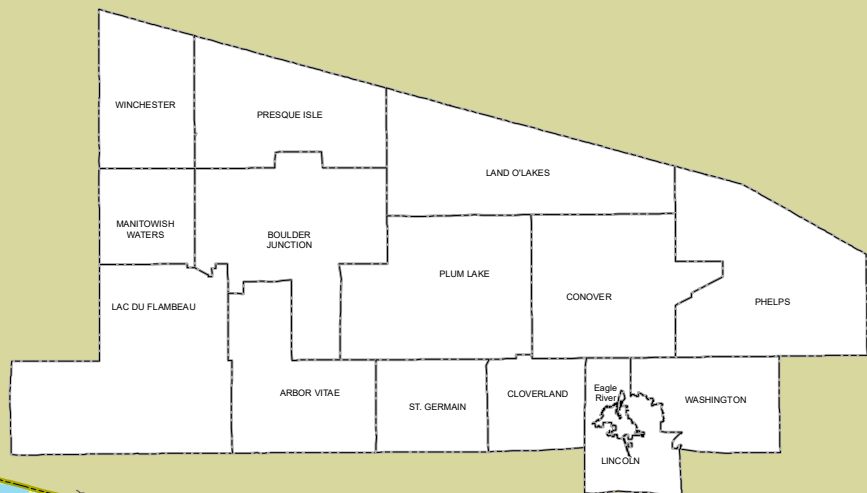 WINCHESTER
PRESQUE ISLE
LAND O'LAKES
MANITOWISH
WATERS
BOULDER
JUNCTION
PLUM LAKE
CONOVER
PHELPS
LAC DU FLAMBEAU
ARBOR VITAE
ST. GERMAIN
CLOVERLAND
Eagle
River
WASHINGTON
LINCOLN